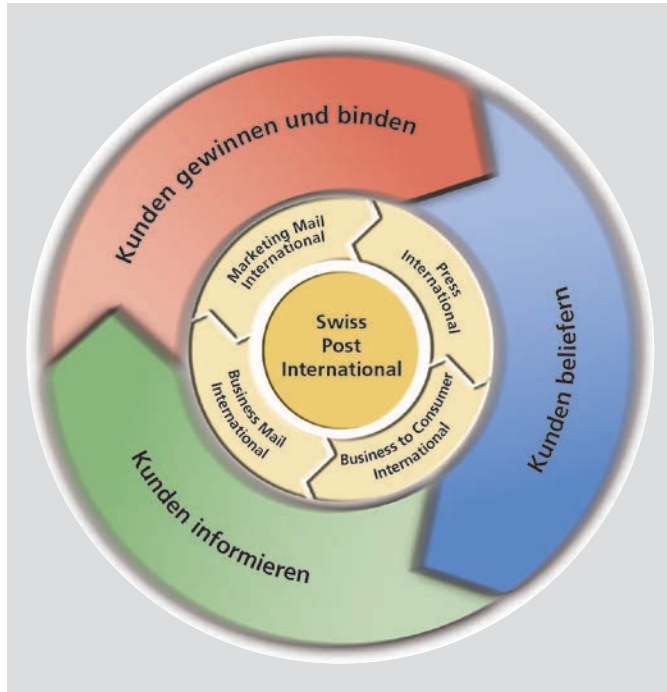 Kunden gewinnen und binden
Kunden beliefern
Kunden informieren
Marketing Mail
International
Press
International
Business to Consumer
International
Business Mail
International
Swiss
Post
International